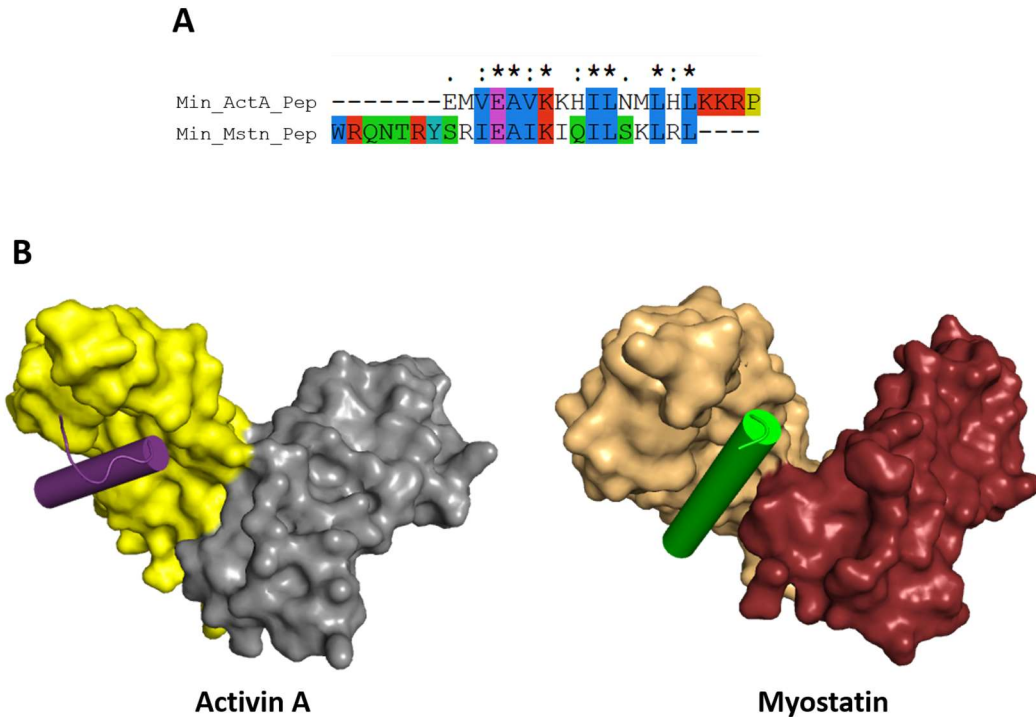 A
. :**:* :**. *:*
Min_ActA_Pep -------EMVEAVKKHILNMLHLKKRP
Min_Mstn_Pep WRQNTRYSRIEAIKIQILSKLRL----
B
Activin A
Myostatin